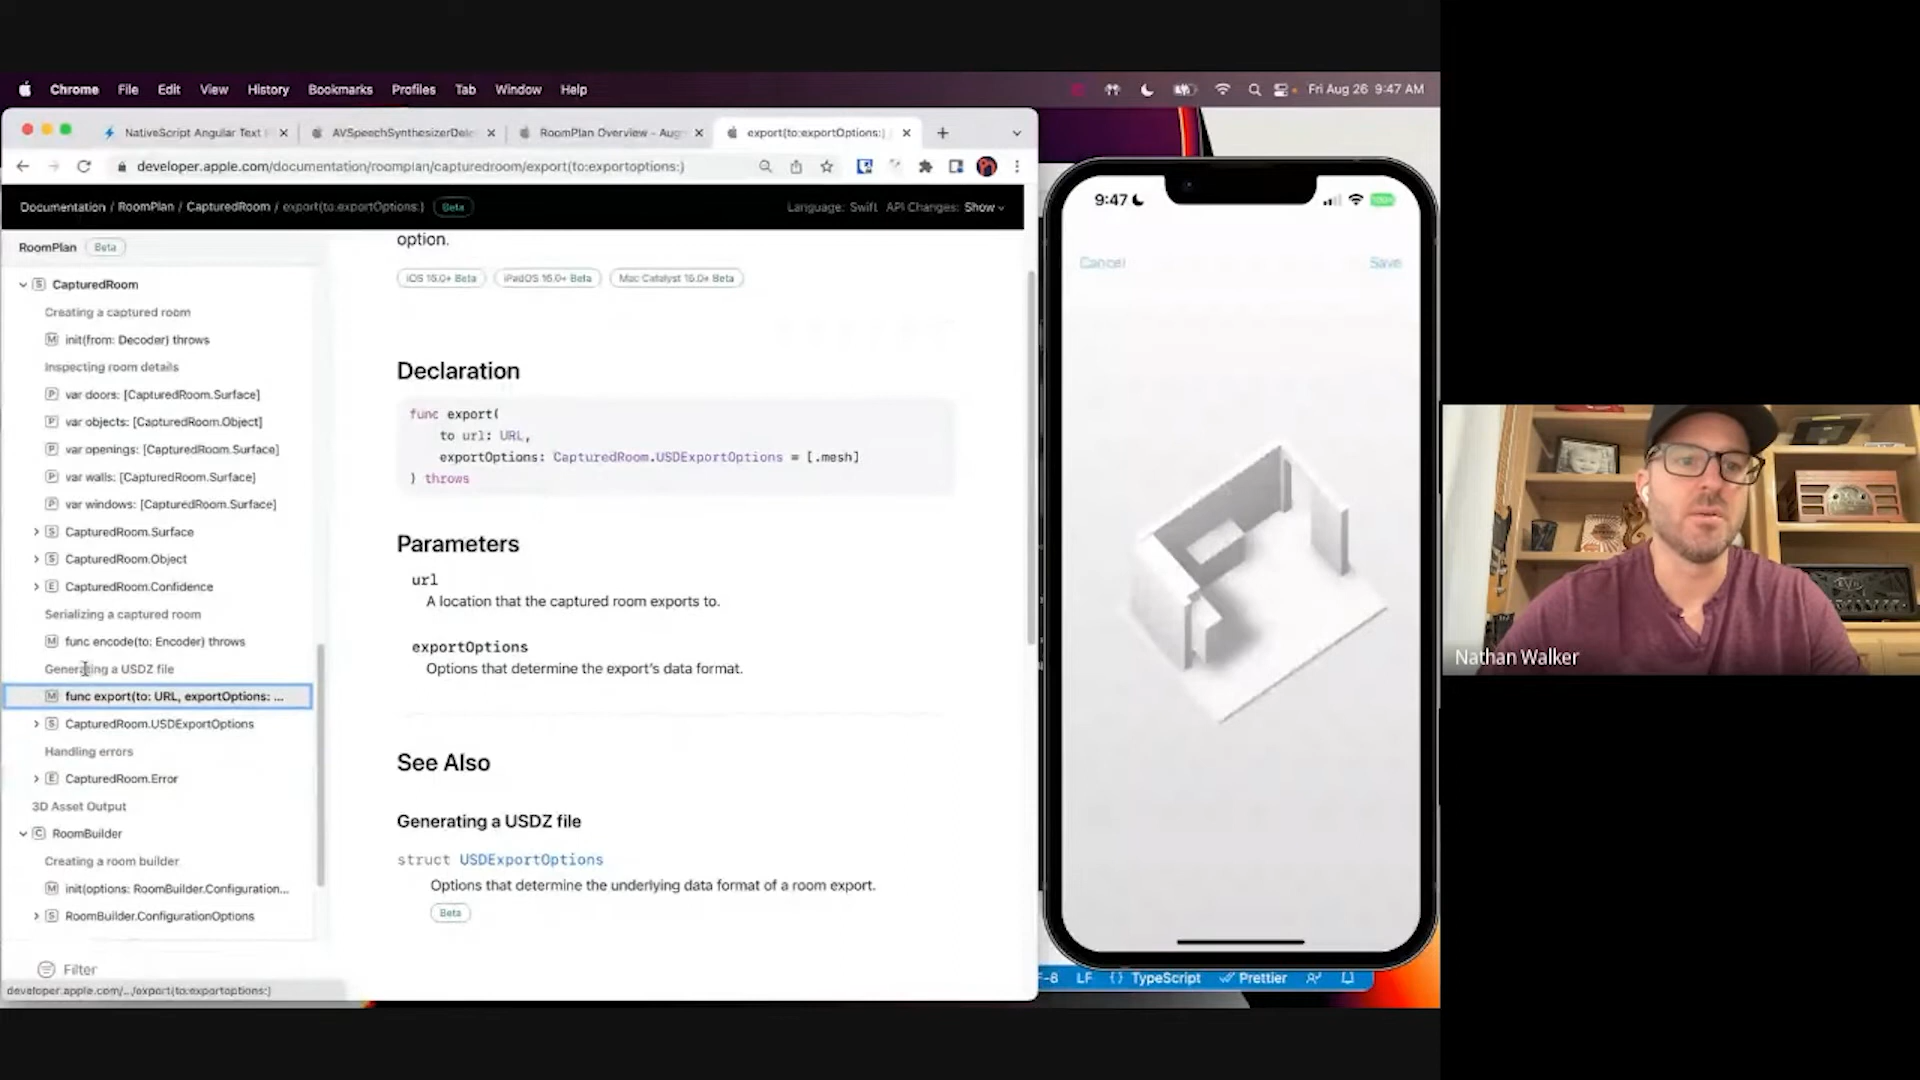 Chrome File Edit View History Bookmarks Profiles Tab Window Help
Fri Aug 26 9:47 AM
NativeScript Angular Text
AVSpeechSynthesizerDele
RoomPlan Overview - Aug
export(to:exportOptions:)
developer.apple.com/documentation/roomplan/capturedroom/export(to:exportoptions:)
Documentation / RoomPlan / CapturedRoom / export(to:exportOptions:) Beta
Language: Swift API Changes: Show
RoomPlan Beta
CapturedRoom
Creating a captured room
M init(from: Decoder) throws
Inspecting room details
P var doors: [CapturedRoom.Surface]
P var objects: [CapturedRoom.Object]
P var openings: [CapturedRoom.Surface]
P var walls: [CapturedRoom.Surface]
P var windows: [CapturedRoom.Surface]
S CapturedRoom.Surface
S CapturedRoom.Object
E CapturedRoom.Confidence
Serializing a captured room
M func encode(to: Encoder) throws
Generating a USDZ file
M func export(to: URL, exportOptions: ...
S CapturedRoom.USDExportOptions
Handling errors
E CapturedRoom.Error
3D Asset Output
C RoomBuilder
Creating a room builder
M init(options: RoomBuilder.Configuration...
S RoomBuilder.ConfigurationOptions
Filter
developer.apple.com/.../export(to:exportoptions:)
option.
iOS 16.0+ Beta
iPadOS 16.0+ Beta
Mac Catalyst 16.0+ Beta
Declaration
func export(
to url: URL,
exportOptions: CapturedRoom.USDExportOptions = [.mesh]
) throws
Parameters
url
A location that the captured room exports to.
exportOptions
Options that determine the export's data format.
See Also
Generating a USDZ file
struct USDExportOptions
Options that determine the underlying data format of a room export.
Beta
9:47
Cancel
Save
F-8 LF {} TypeScript Prettier
Nathan Walker